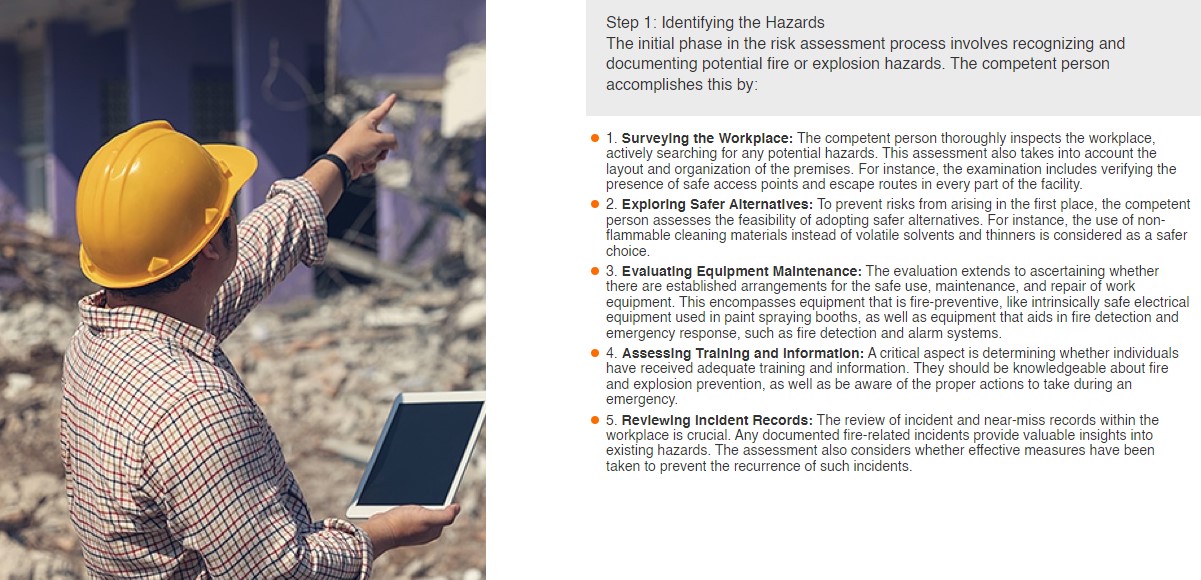 Step 1: Identifying the Hazards
The initial phase in the risk assessment process involves recognizing and
documenting potential fire or explosion hazards. The competent person
accomplishes this by:
1. Surveying the Workplace: The competent person thoroughly inspects the workplace,
actively searching for any potential hazards. This assessment also takes into account the
layout and organization of the premises. For instance, the examination includes verifying the
presence of safe access points and escape routes in every part of the facility.
2. Exploring Safer Alternatives: To prevent risks from arising in the first place, the competent
person assesses the feasibility of adopting safer alternatives. For instance, the use of non-
flammable cleaning materials instead of volatile solvents and thinners is considered as a safer
choice.
3. Evaluating Equipment Maintenance: The evaluation extends to ascertaining whether
there are established arrangements for the safe use, maintenance, and repair of work
equipment. This encompasses equipment that is fire-preventive, like intrinsically safe electrical
equipment used in paint spraying booths, as well as equipment that aids in fire detection and
emergency response, such as fire detection and alarm systems.
4. Assessing Training and Information: A critical aspect is determining whether individuals
have received adequate training and information. They should be knowledgeable about fire
and explosion prevention, as well as be aware of the proper actions to take during an
emergency.
5. Reviewing Incident Records: The review of incident and near-miss records within the
workplace is crucial. Any documented fire-related incidents provide valuable insights into
existing hazards. The assessment also considers whether effective measures have been
taken to prevent the recurrence of such incidents.